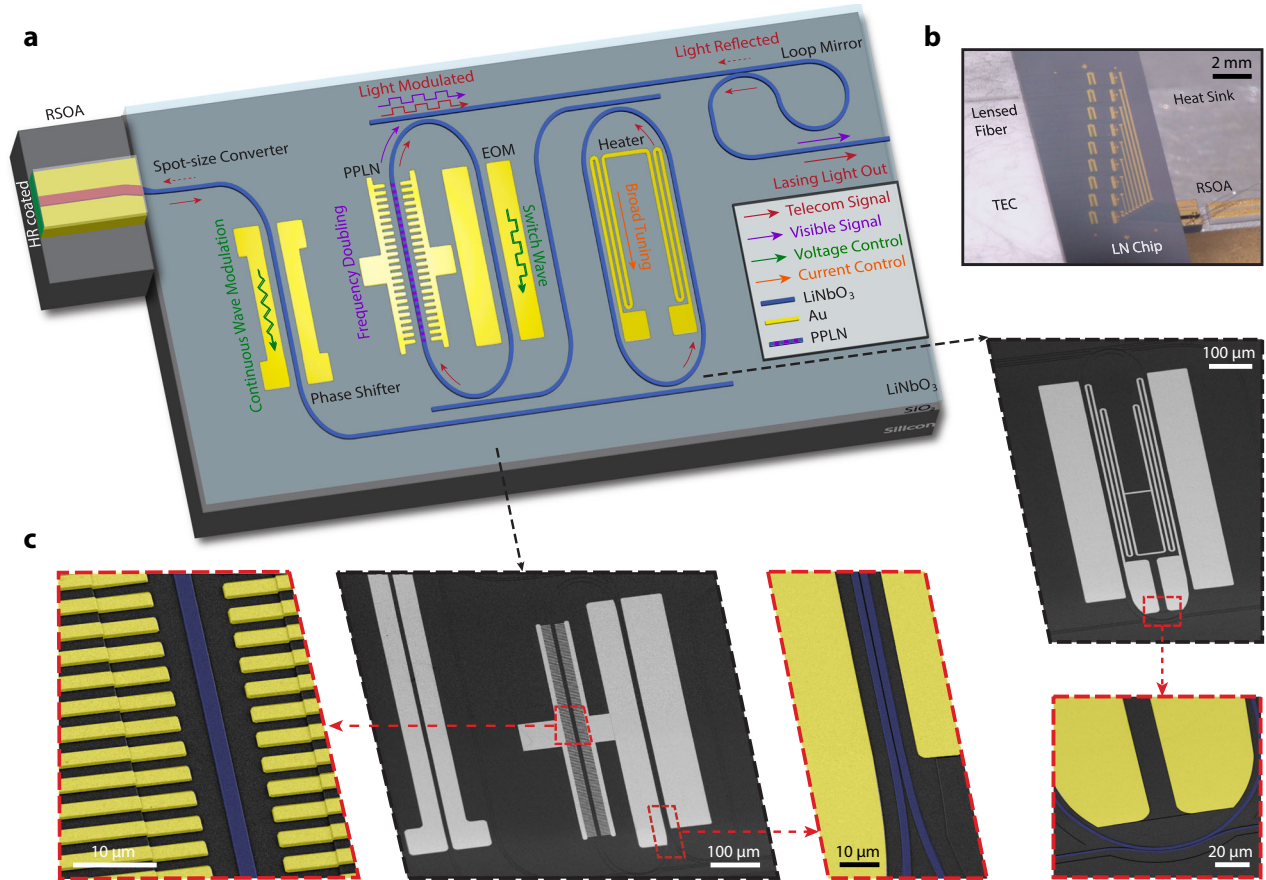 a
RSOA
HR coated
Spot-size Converter
Continuous Wave Modulation
Phase Shifter
Frequency Doubling
PPLN
Light Modulated
EOM
Switch Wave
Heater
Broad Tuning
Light Reflected
Loop Mirror
Lasing Light Out
Telecom Signal
Visible Signal
Voltage Control
Current Control
LiNbO₃
Au
PPLN
LiNbO₃
SiO₂
Silicon
b
2 mm
Lensed
Fiber
Heat Sink
TEC
RSOA
LN Chip
100 µm
c
10 µm
100 µm
10 µm
20 µm